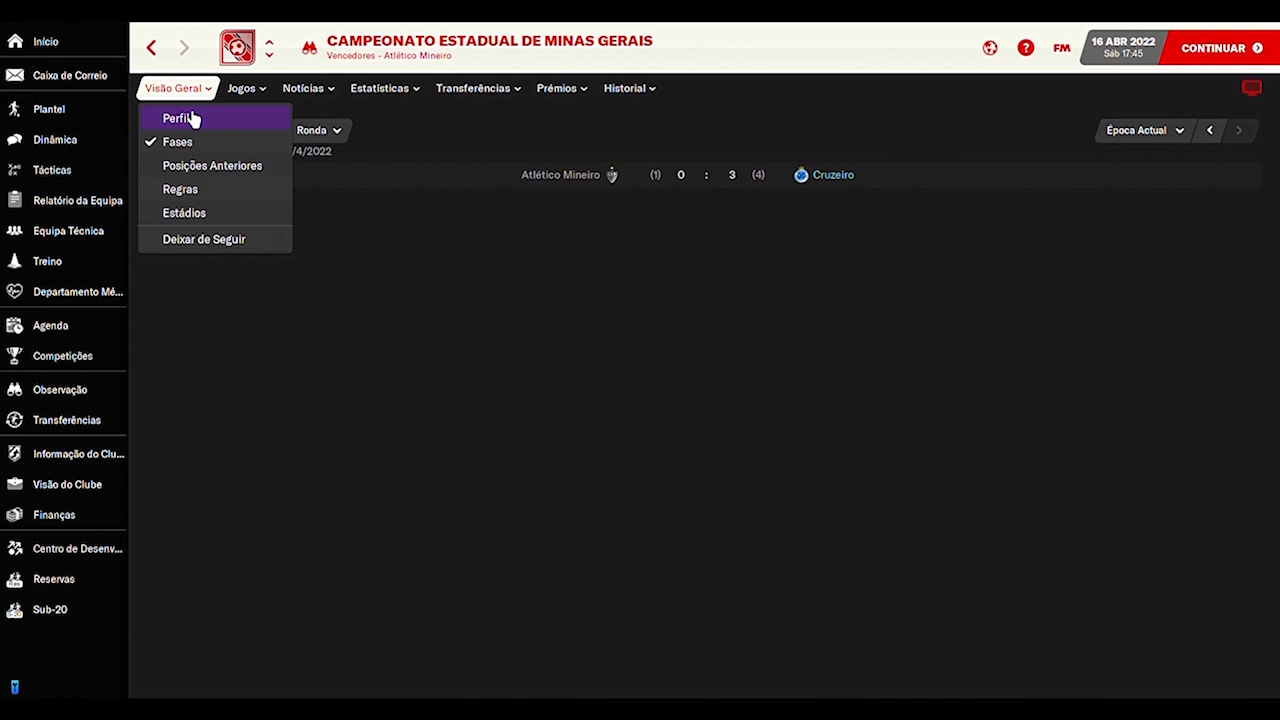 Início
Caixa de Correio
Plantel
Dinâmica
Tácticas
Relatório da Equipa
Equipa Técnica
Treino
Departamento Mé...
Agenda
Competições
Observação
Transferências
Informação do Clu...
Visão do Clube
Finanças
Centro de Desenv...
Reservas
Sub-20
CAMPEONATO ESTADUAL DE MINAS GERAIS
Vencedores - Atlético Mineiro
? FM 16 ABR 2022
Sáb 17:45
CONTINUAR
Visão Geral Jogos Notícias Estatísticas Transferências Prémios Historial
Perfil
Fases
Posições Anteriores
Regras
Estádios
Deixar de Seguir
Ronda
/4/2022
Época Actual
Atlético Mineiro (1) 0 : 3 (4) Cruzeiro